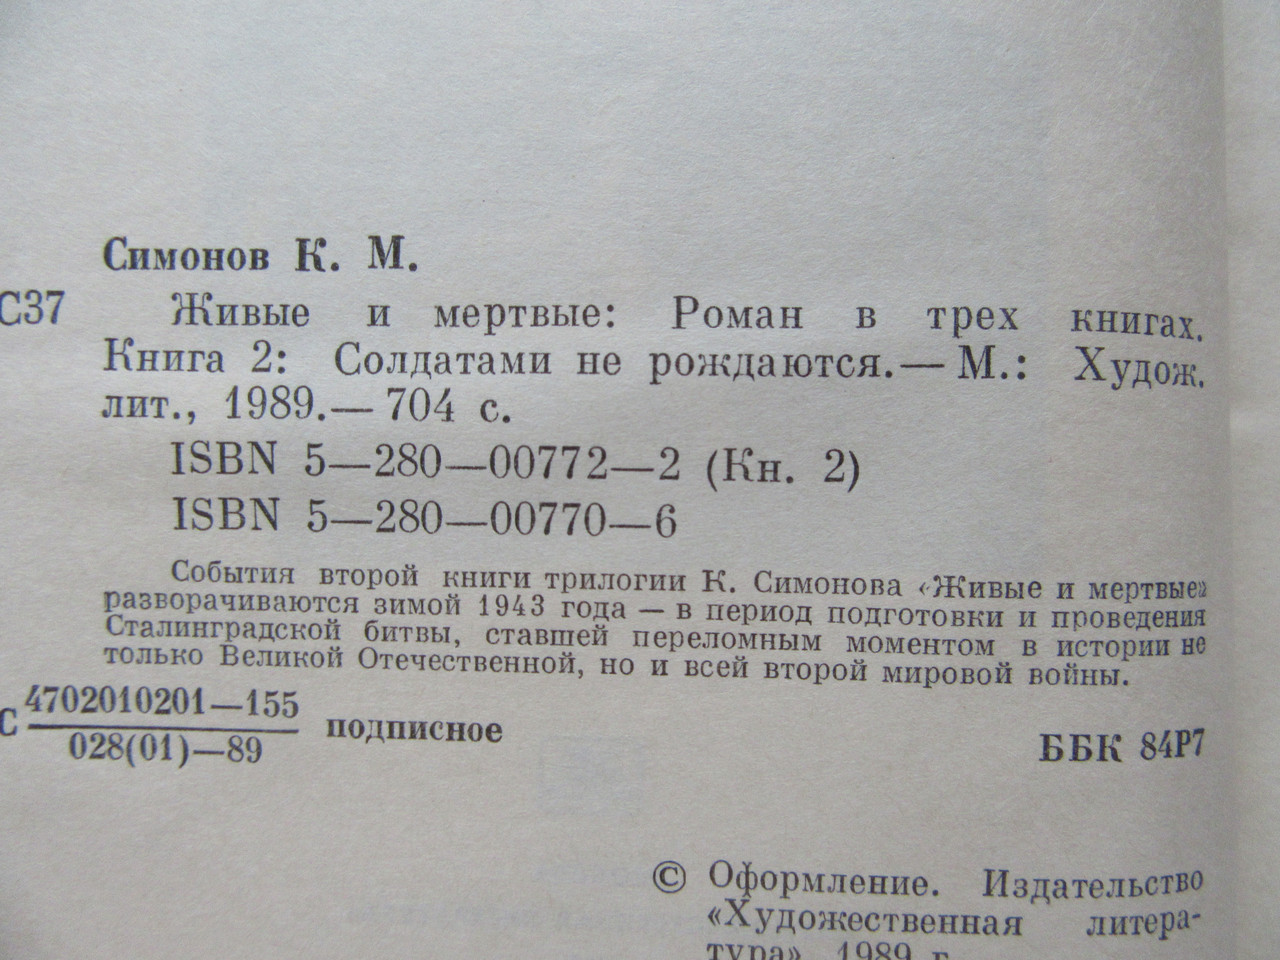 Симонов К. М.
С37 Живые и мертвые: Роман в трех книгах.
Книга 2: Солдатами не рождаются.— М.: Худож.
лит., 1989.— 704 с.
ISBN 5—280—00772—2 (Кн. 2)
ISBN 5—280—00770—6
События второй книги трилогии К. Симонова «Живые и мертвые»
разворачиваются зимой 1943 года — в период подготовки и проведения
Сталинградской битвы, ставшей переломным моментом в истории не
только Великой Отечественной, но и всей второй мировой войны.
С 4702010201—155
028(01)—89 подписное
ББК 84Р7
© Оформление. Издательство
«Художественная литера-
тура», 1989 г.